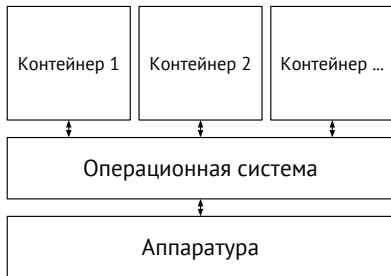 Контейнер 1
Контейнер 2
Контейнер ...
Операционная система
Аппаратура